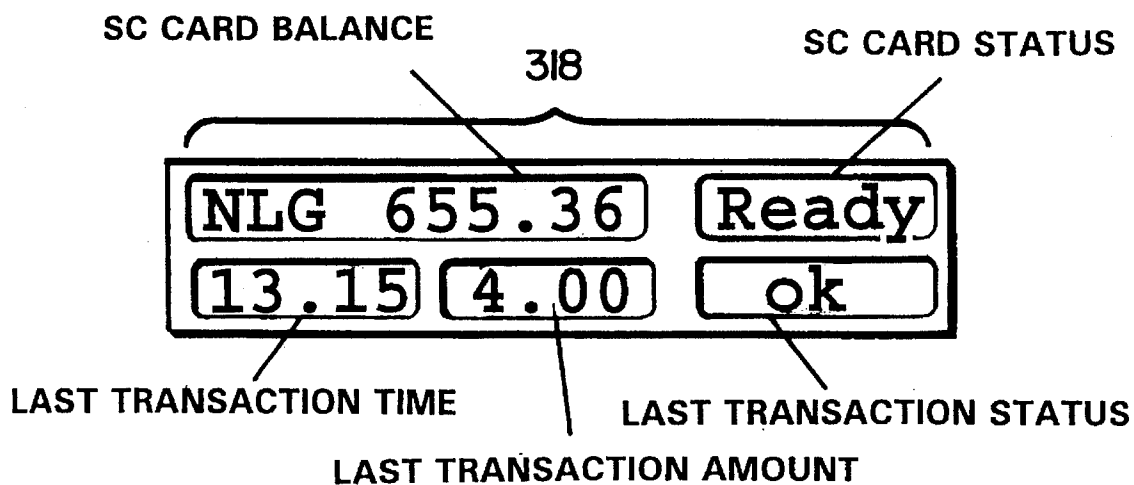 SC CARD BALANCE
SC CARD STATUS
318
NLG 655.36 Ready
13.15 4.00 ok
LAST TRANSACTION TIME
LAST TRANSACTION STATUS
LAST TRANSACTION AMOUNT